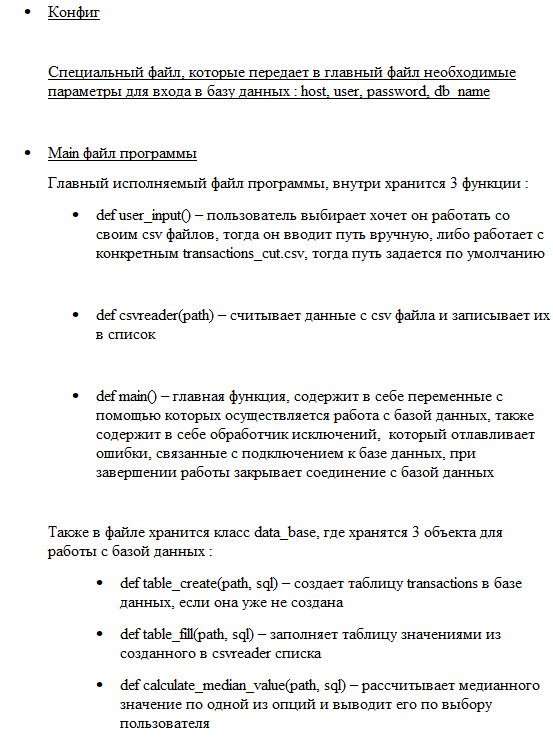 • Конфиг
Специальный файл, которые передает в главный файл необходимые
параметры для входа в базу данных : host, user, password, db_name
• Main файл программы
Главный исполняемый файл программы, внутри хранится 3 функции :
• def user_input() – пользователь выбирает хочет он работать со
своим csv файлов, тогда он вводит путь вручную, либо работает с
конкретным transactions_cut.csv, тогда путь задается по умолчанию
• def csvreader(path) – считывает данные с csv файла и записывает их
в список
• def main() – главная функция, содержит в себе переменные с
помощью которых осуществляется работа с базой данных, также
содержит в себе обработчик исключений, который отлавливает
ошибки, связанные с подключением к базе данных, при
завершении работы закрывает соединение с базой данных
Также в файле хранится класс data_base, где хранятся 3 объекта для
работы с базой данных :
• def table_create(path, sql) – создает таблицу transactions в базе
данных, если она уже не создана
• def table_fill(path, sql) – заполняет таблицу значениями из
созданного в csvreader списка
• def calculate_median_value(path, sql) – рассчитывает медианного
значение по одной из опций и выводит его по выбору
пользователя